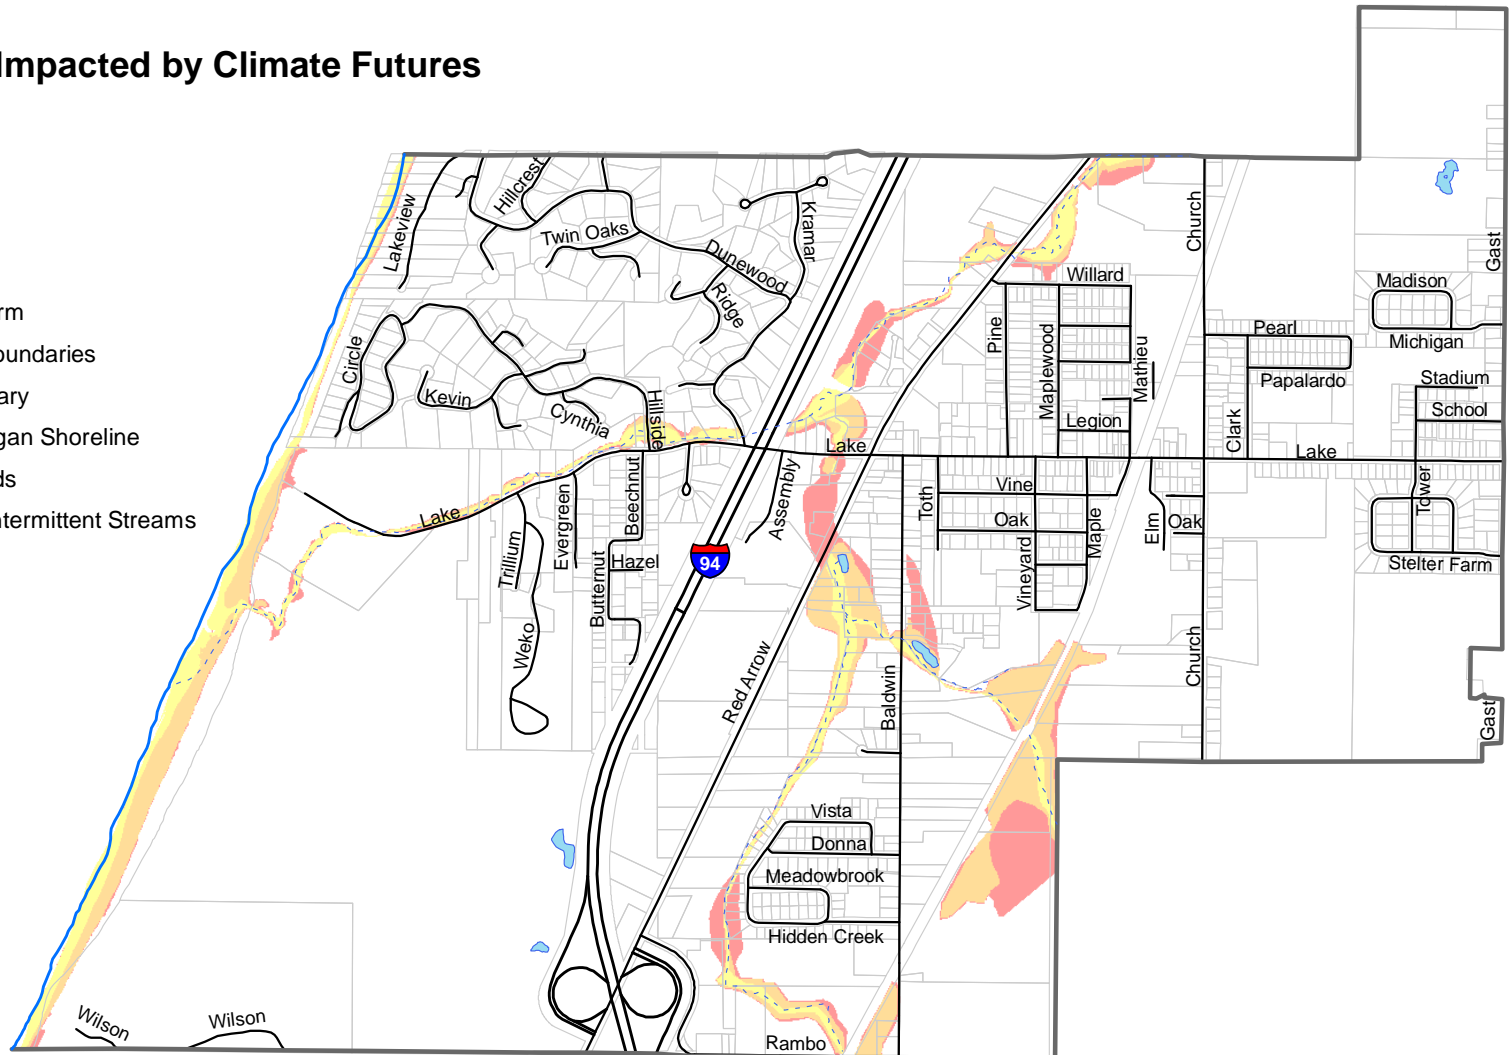 Impacted by Climate Futures
rm
oundaries
ary
gan Shoreline
ds
ntermittent Streams
Lakeview
Hillcrest
Twin Oaks
Dunewood
Kramar
Ridge
Circle
Kevin
Cynthia
Hillside
Lake
Lake
Trillium
Evergreen
Butternut
Beechnut
Hazel
Weko
Assembly
94
Red Arrow
Willard
Pine
Maplewood
Mathieu
Legion
Church
Pearl
Papalardo
Clark
Lake
Madison
Michigan
Gast
Stadium
School
Tower
Stelter Farm
Toth
Vine
Oak
Vineyard
Maple
Elm
Oak
Church
Gast
Baldwin
Vista
Donna
Meadowbrook
Hidden Creek
Rambo
Wilson
Wilson